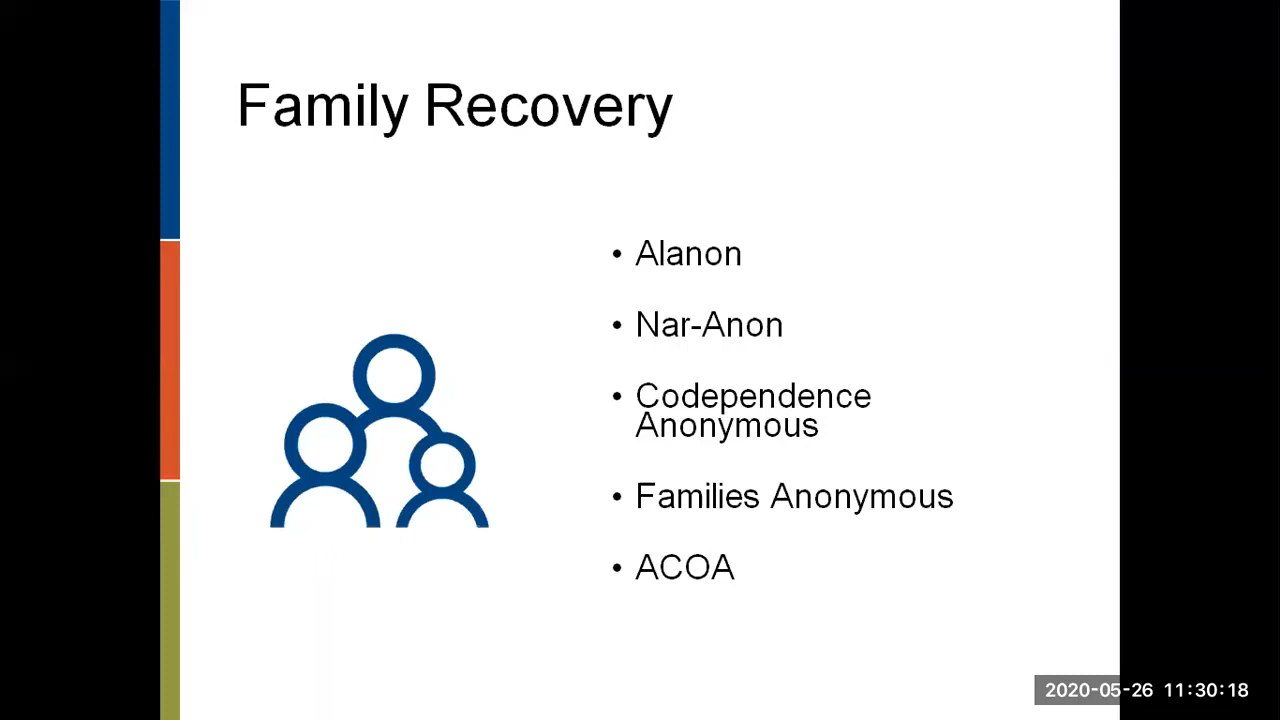 Family Recovery
• Alanon
• Nar-Anon
• Codependence
Anonymous
• Families Anonymous
• ACOA
2020-05-26 11:30:18